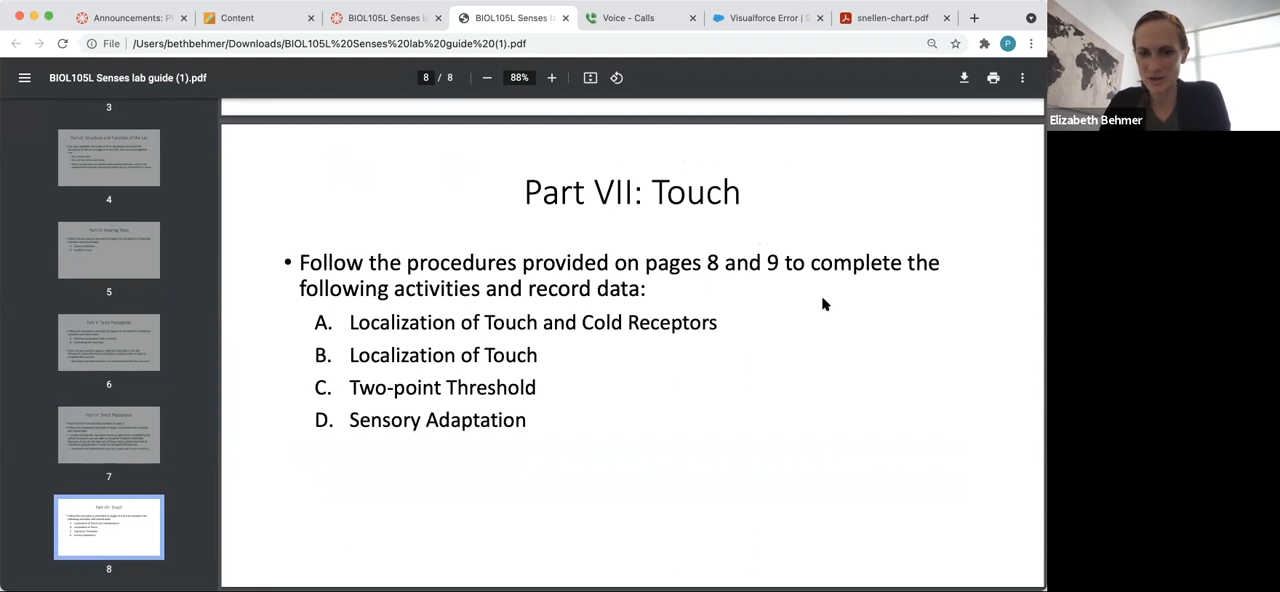 Announcements: P
Content
BIOL105L Senses l
BIOL105L Senses l
Voice - Calls
Visualforce Error | S
snellen-chart.pdf
File /Users/bethbehmer/Downloads/BIOL105L%20Senses%20lab%20guide%20(1).pdf
P
BIOL105L Senses lab guide (1).pdf
8 / 8
88%
Elizabeth Behmer
3
4
5
6
7
8
Part VII: Touch
• Follow the procedures provided on pages 8 and 9 to complete the
following activities and record data:
A. Localization of Touch and Cold Receptors
B. Localization of Touch
C. Two-point Threshold
D. Sensory Adaptation